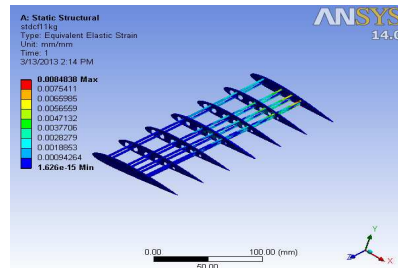 A: Static Structural
stdcf11kg
Type: Equivalent Elastic Strain
Unit: mm/mm
Time: 1
3/13/2013 2:14 PM
ANSYS
14.0
0.0084838 Max
0.0075411
0.0065985
0.0056559
0.0047132
0.0037706
0.0028279
0.0018853
0.00094264
1.626e-15 Min
0.00
100.00 (mm)
50.00
Y
Z
X